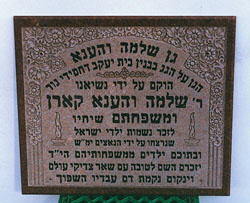 גן שלמה והענא
הגן על הגג בבנין בית יעקב דחסידי גור
הוקם על ידי נשיאנו
ר' שלמה והענא קארן
ומשפחתם שיחיו
לזכר נשמות ילדי ישראל
שנרצחו על ידי הנאצים ימ"ש
ובתוכם ילדים ממשפחותיהם הי"ד
יזכרם השם לטובה עם שאר צדיקי עולם
וינקום נקמת דם עבדיו השפוך